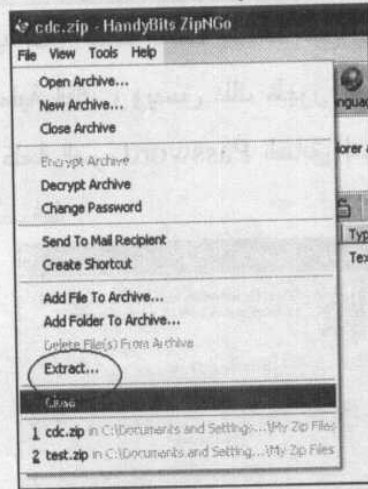 cdc.zip - HandyBits ZipNGo
File View Tools Help
Open Archive...
New Archive...
Close Archive
Encrypt Archive
Decrypt Archive
Change Password
Send To Mail Recipient
Create Shortcut
Add File To Archive...
Add Folder To Archive...
Delete File(s) From Archive
Extract...
Close
1 cdc.zip in C:\Documents and Settings...\My Zip Files
2 test.zip in C:\Documents and Setting...\My Zip Files